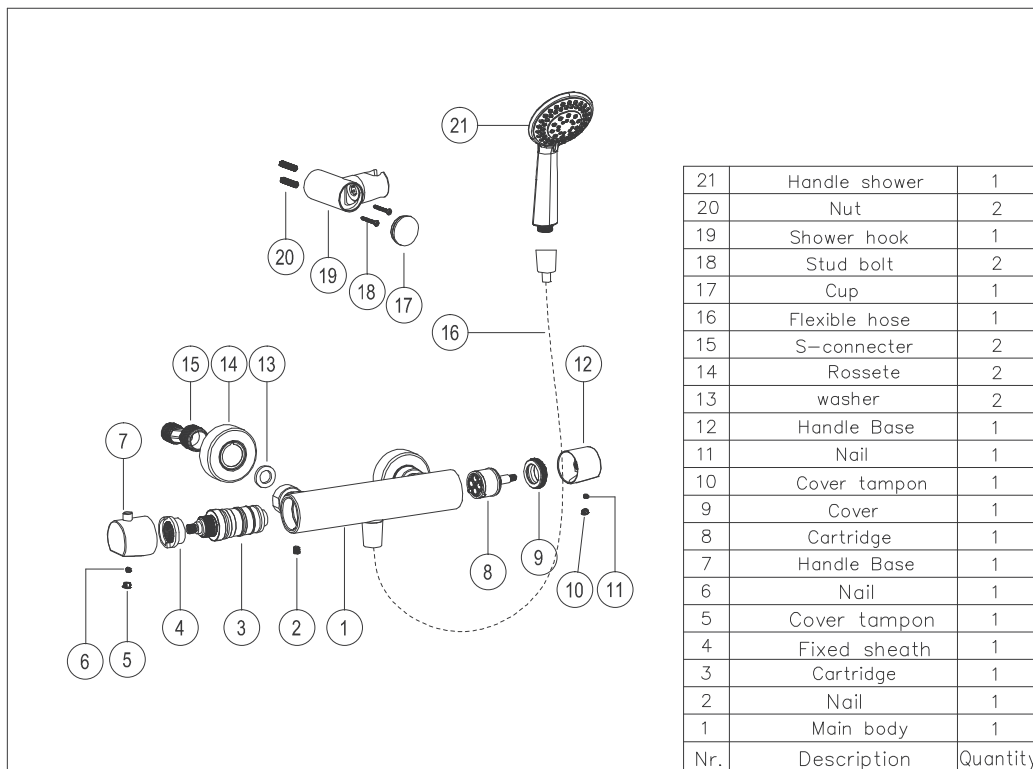 21
20
19
18
17
16
15
14
13
12
7
8
9
10
11
6
5
4
3
2
1
21 Handle shower 1
20 Nut 2
19 Shower hook 1
18 Stud bolt 2
17 Cup 1
16 Flexible hose 1
15 S-connecter 2
14 Rossete 2
13 washer 2
12 Handle Base 1
11 Nail 1
10 Cover tampon 1
9 Cover 1
8 Cartridge 1
7 Handle Base 1
6 Nail 1
5 Cover tampon 1
4 Fixed sheath 1
3 Cartridge 1
2 Nail 1
1 Main body 1
Nr. Description Quantity